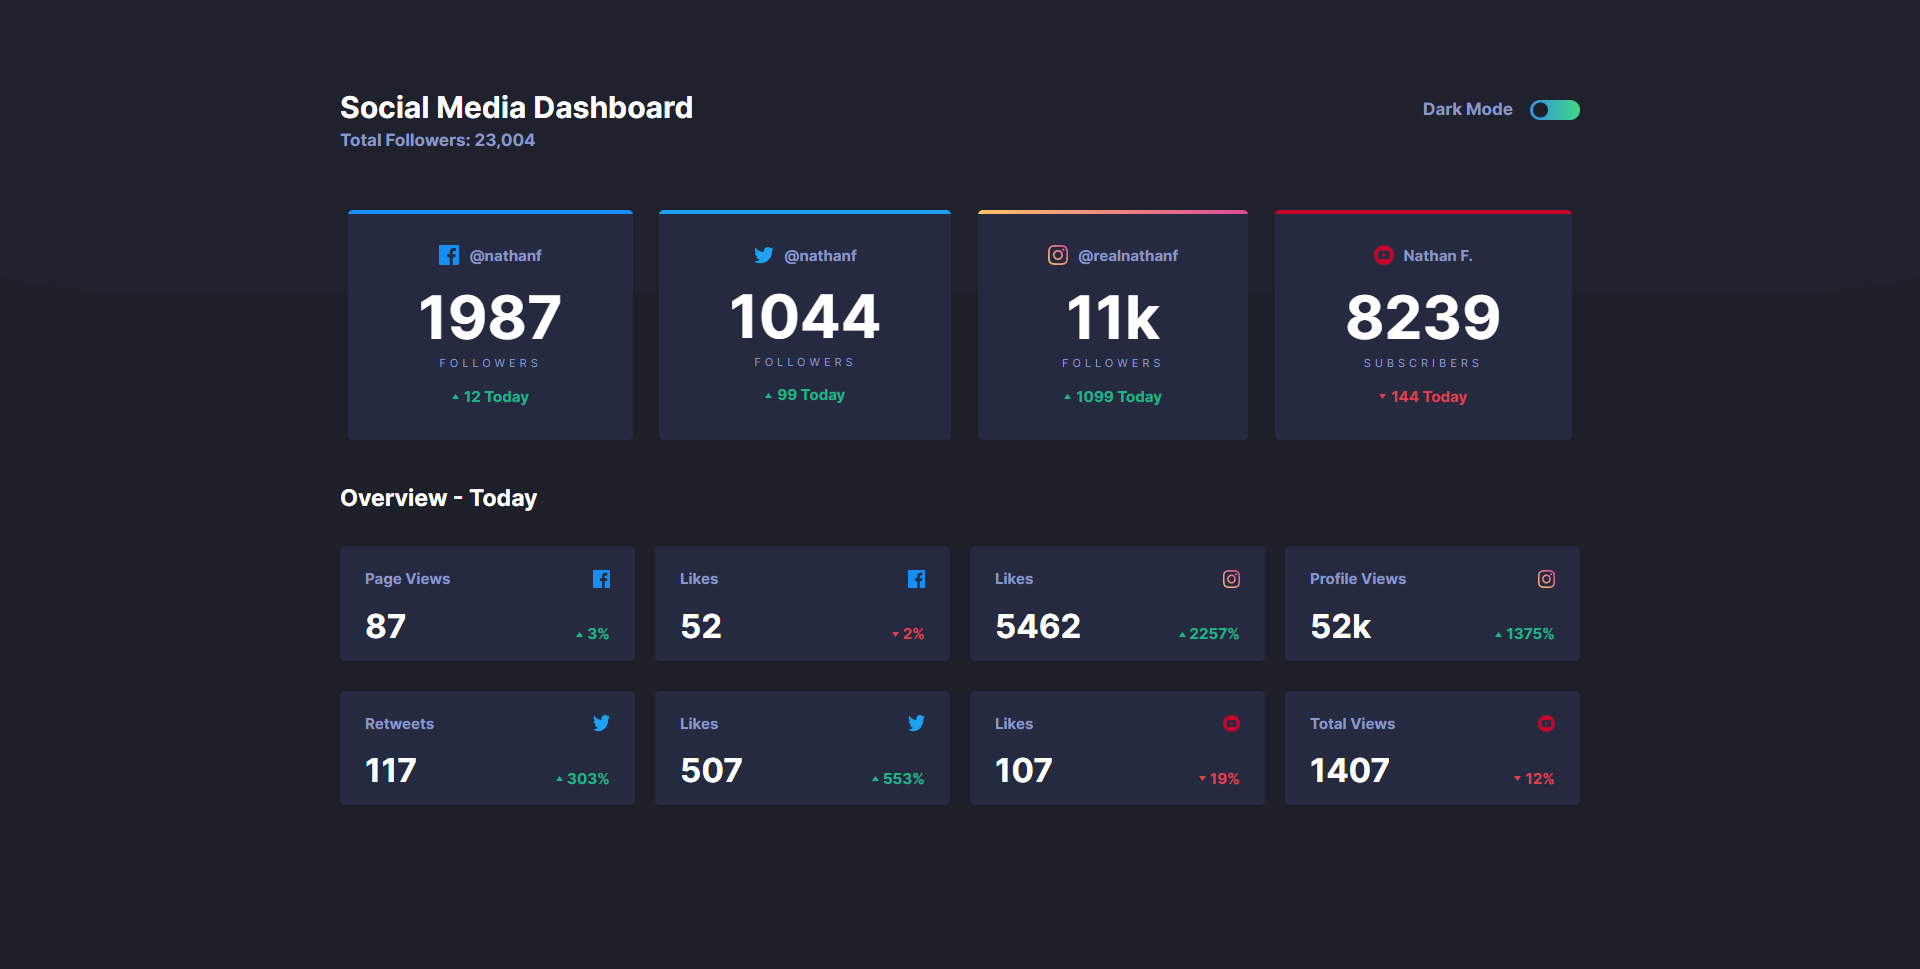 Social Media Dashboard
Total Followers: 23,004
Dark Mode
@nathanf
1987
FOLLOWERS
12 Today
@nathanf
1044
FOLLOWERS
99 Today
@realnathanf
11k
FOLLOWERS
1099 Today
Nathan F.
8239
SUBSCRIBERS
144 Today
Overview - Today
Page Views
87
3%
Likes
52
2%
Likes
5462
2257%
Profile Views
52k
1375%
Retweets
117
303%
Likes
507
553%
Likes
107
19%
Total Views
1407
12%